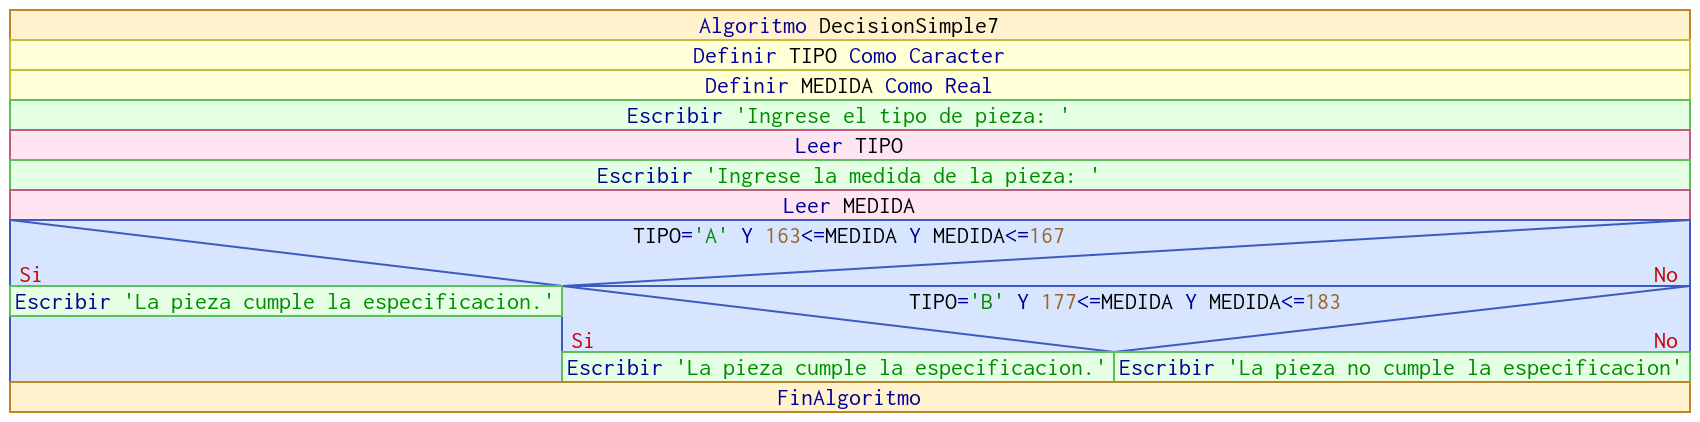 Algoritmo DecisionSimple7
Definir TIPO Como Caracter
Definir MEDIDA Como Real
Escribir 'Ingrese el tipo de pieza: '
Leer TIPO
Escribir 'Ingrese la medida de la pieza: '
Leer MEDIDA
TIPO='A' Y 163<=MEDIDA Y MEDIDA<=167
Si
No
Escribir 'La pieza cumple la especificacion.'
TIPO='B' Y 177<=MEDIDA Y MEDIDA<=183
Si
No
Escribir 'La pieza cumple la especificacion.'
Escribir 'La pieza no cumple la especificacion'
FinAlgoritmo